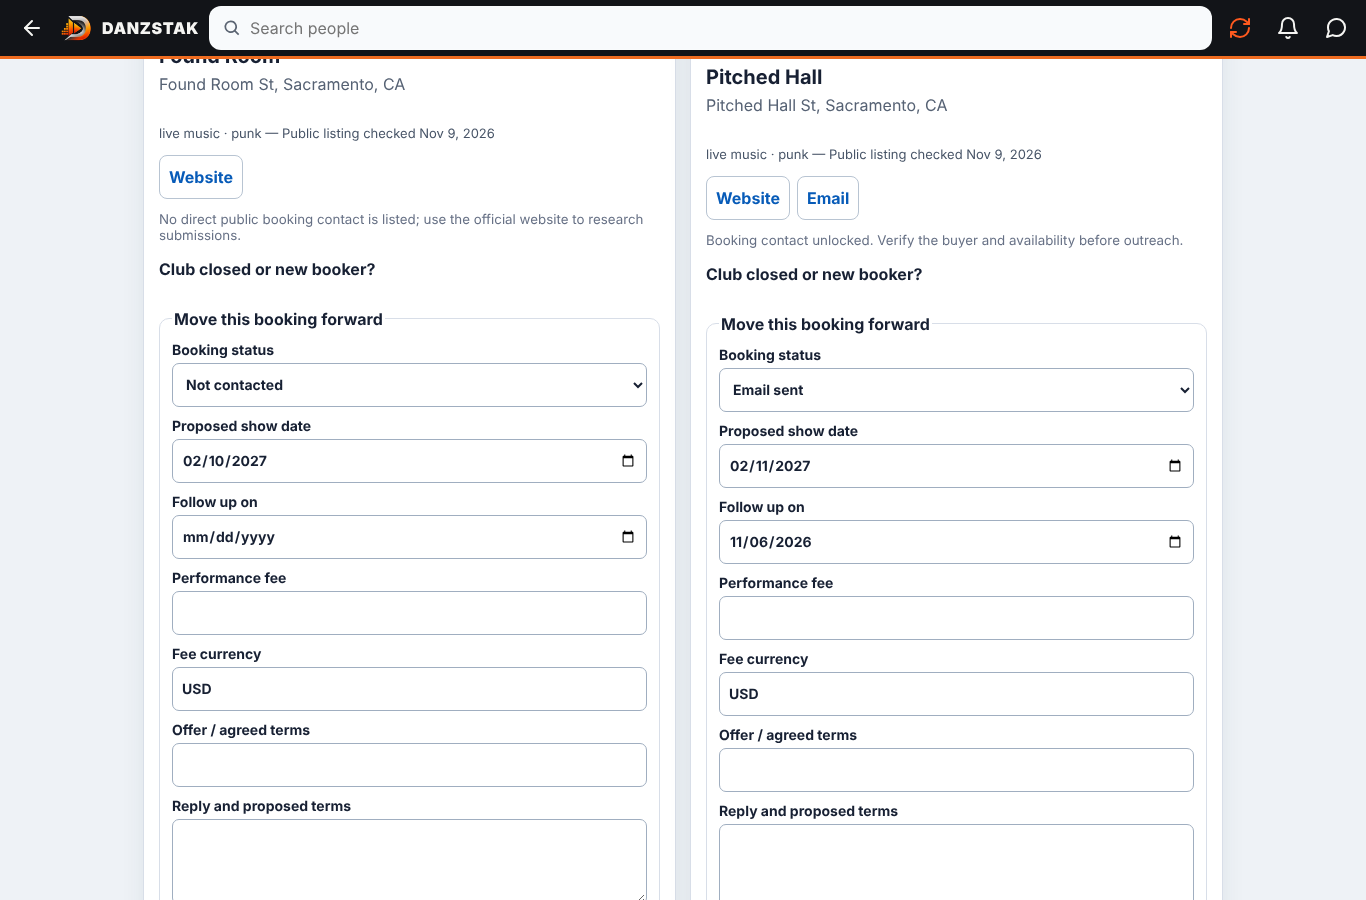 DANZSTAK
Search people
Found Room
Found Room St, Sacramento, CA
live music · punk — Public listing checked Nov 9, 2026
Website
No direct public booking contact is listed; use the official website to research
submissions.
Club closed or new booker?
Move this booking forward
Booking status
Not contacted
Proposed show date
02/10/2027
Follow up on
mm/dd/yyyy
Performance fee
Fee currency
USD
Offer / agreed terms
Reply and proposed terms
Pitched Hall
Pitched Hall St, Sacramento, CA
live music · punk — Public listing checked Nov 9, 2026
Website
Email
Booking contact unlocked. Verify the buyer and availability before outreach.
Club closed or new booker?
Move this booking forward
Booking status
Email sent
Proposed show date
02/11/2027
Follow up on
11/06/2026
Performance fee
Fee currency
USD
Offer / agreed terms
Reply and proposed terms